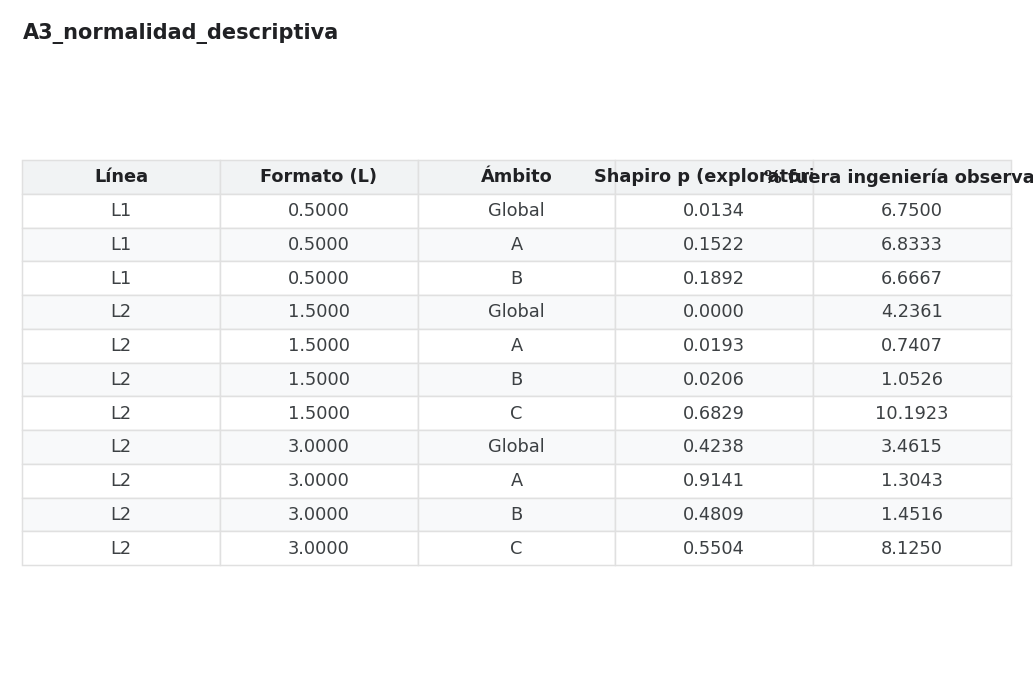 A3_normalidad_descriptiva
Línea Formato (L) Ámbito Shapiro p fuera ingeniería observa
L1 0.5000 Global 0.0134 6.7500
L1 0.5000 A 0.1522 6.8333
L1 0.5000 B 0.1892 6.6667
L2 1.5000 Global 0.0000 4.2361
L2 1.5000 A 0.0193 0.7407
L2 1.5000 B 0.0206 1.0526
L2 1.5000 C 0.6829 10.1923
L2 3.0000 Global 0.4238 3.4615
L2 3.0000 A 0.9141 1.3043
L2 3.0000 B 0.4809 1.4516
L2 3.0000 C 0.5504 8.1250